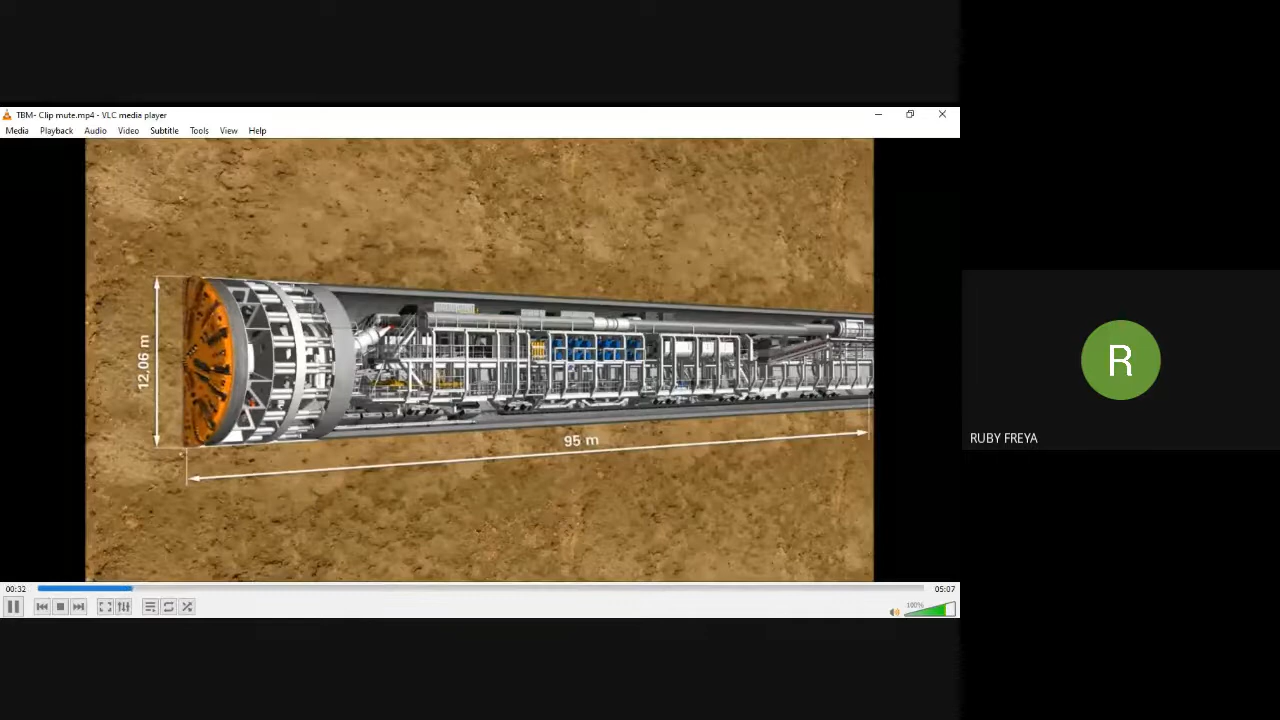 TBM- Clip mute.mp4 - VLC media player
Media Playback Audio Video Subtitle Tools View Help
12,06 m
95 m
R
RUBY FREYA
00:32
05:07
100%